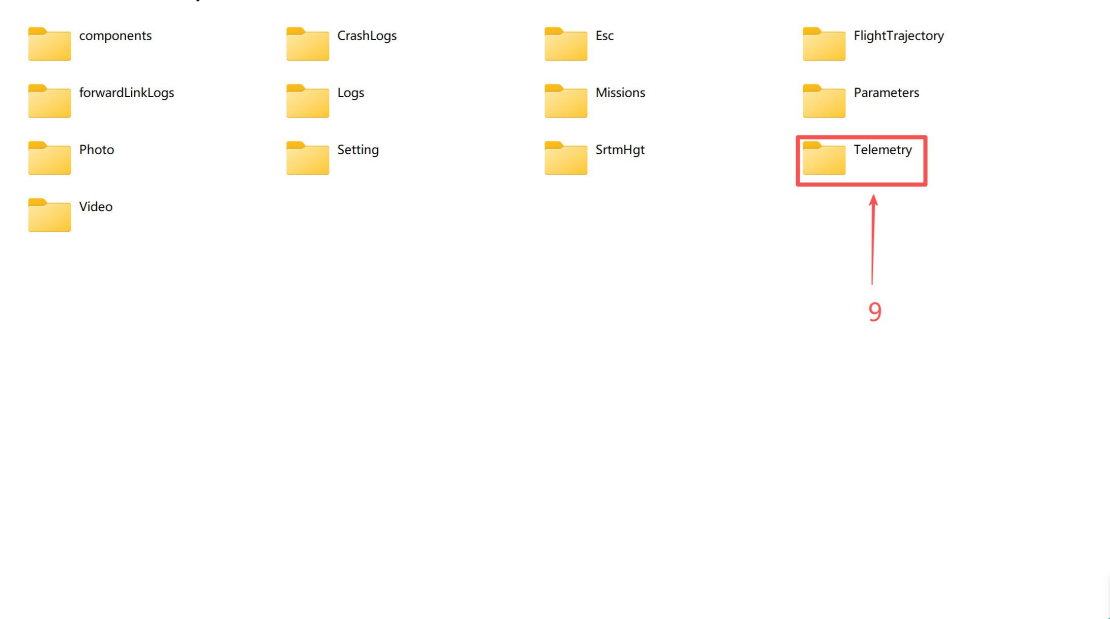 components
CrashLogs
Esc
FlightTrajectory
forwardLinkLogs
Logs
Missions
Parameters
Photo
Setting
SrtmHgt
Telemetry
Video
9